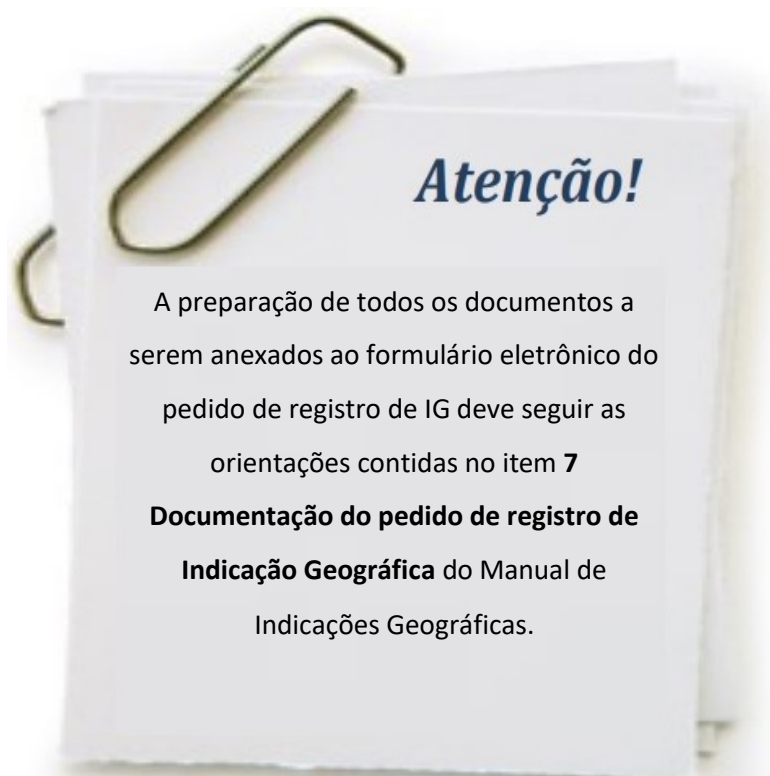 Atenção!
A preparação de todos os documentos a
serem anexados ao formulário eletrônico do
pedido de registro de IG deve seguir as
orientações contidas no item 7
Documentação do pedido de registro de
Indicação Geográfica do Manual de
Indicações Geográficas.